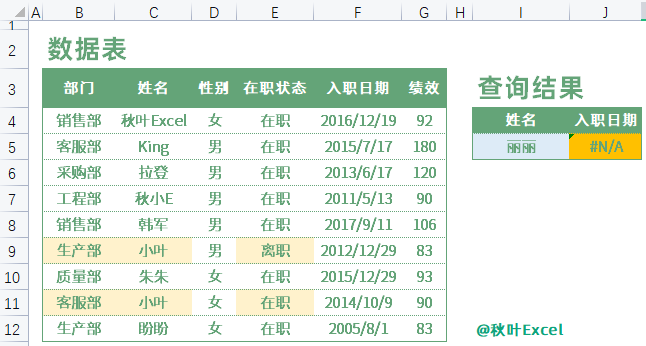 A B C D E F G H I J
1
2 数据表
3 部门 姓名 性别 在职状态 入职日期 绩效 查询结果
4 销售部 秋叶Excel 女 在职 2016/12/19 92 姓名 入职日期
5 客服部 King 男 在职 2015/7/17 180 丽丽 #N/A
6 采购部 拉登 男 在职 2013/6/17 120
7 工程部 秋小E 男 在职 2011/5/13 90
8 销售部 韩军 男 在职 2017/9/11 106
9 生产部 小叶 男 离职 2012/12/29 83
10 质量部 朱朱 女 在职 2015/12/29 93
11 客服部 小叶 女 在职 2014/10/9 90
12 生产部 盼盼 女 在职 2005/8/1 83 @秋叶Excel